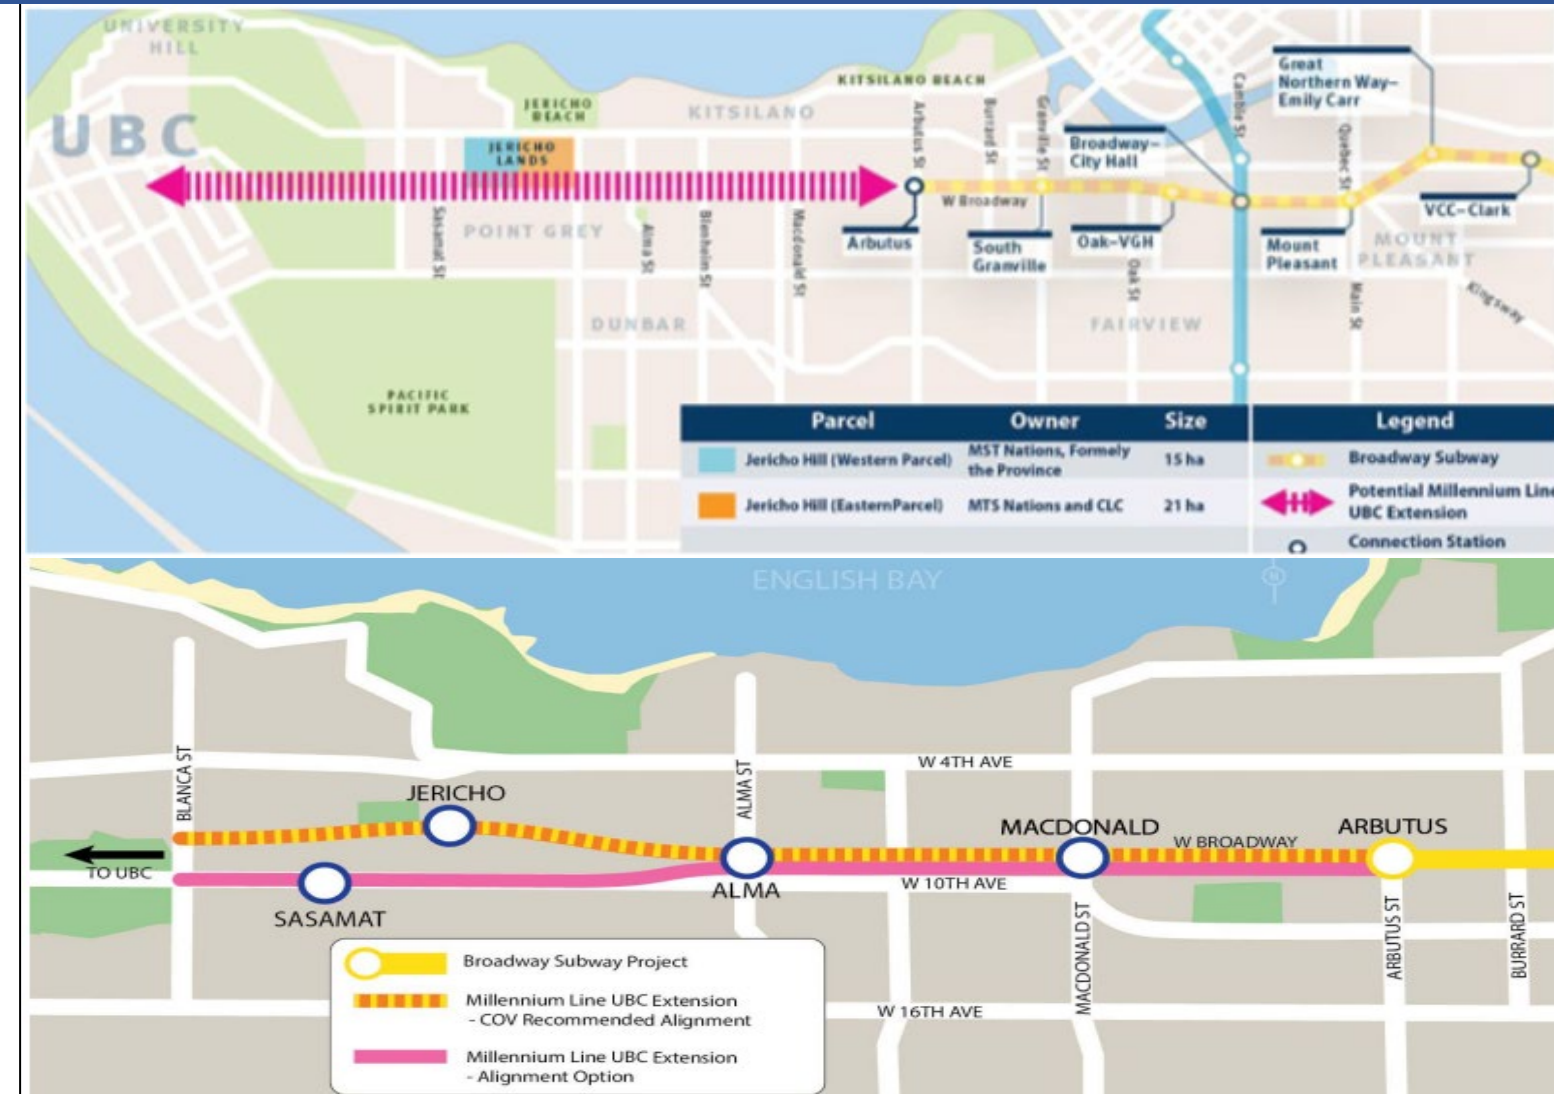 UNIVERSITY
HILL
UBC
JERICHO
BEACH
KITSILANO
KITSILANO BEACH
JERICHO
LANDS
Arbutus St
Burrard St
Granville St
Cambie St
Quebec St
Great
Northern Way–
Emily Carr
Broadway–
City Hall
W Broadway
VCC–Clark
Arbutus
South
Granville
Oak–VGH
Mount
Pleasant
MOUNT
PLEASANT
Sasamat St
POINT GREY
Alma St
Blenheim St
Macdonald St
Oak St
Main St
Kingsway
DUNBAR
FAIRVIEW
PACIFIC
SPIRIT PARK
Parcel Owner Size
Jericho Hill (Western Parcel) MST Nations, Formely
the Province 15 ha
Jericho Hill (EasternParcel) MTS Nations and CLC 21 ha
Legend
Broadway Subway
Potential Millennium Line
UBC Extension
Connection Station
ENGLISH BAY
N
BLANCA ST
W 4TH AVE
JERICHO
ALMA ST
MACDONALD
W BROADWAY
ARBUTUS
TO UBC
SASAMAT
ALMA
W 10TH AVE
MACDONALD ST
ARBUTUS ST
BURRARD ST
W 16TH AVE
Broadway Subway Project
Millennium Line UBC Extension
- COV Recommended Alignment
Millennium Line UBC Extension
- Alignment Option